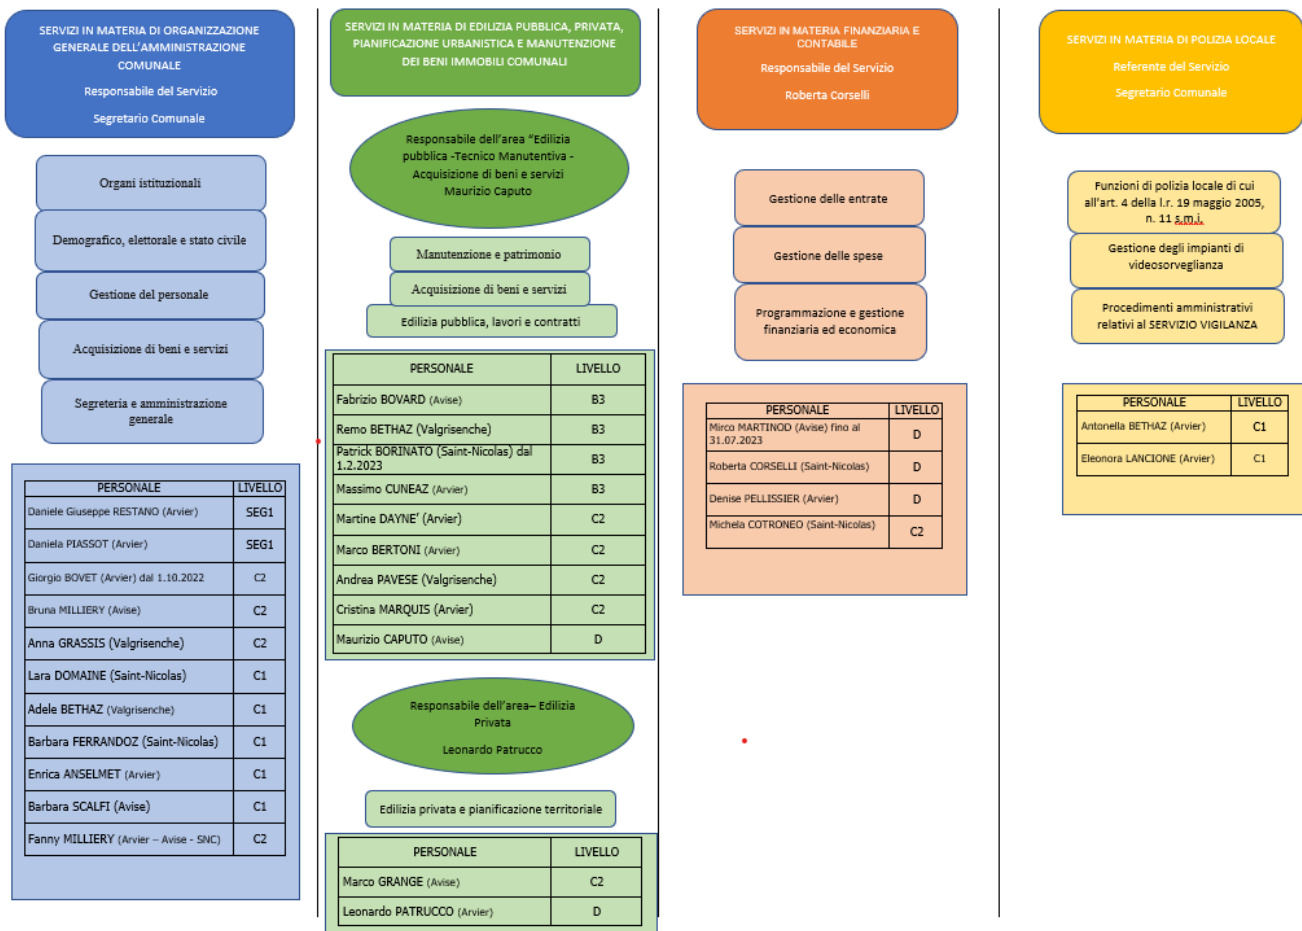 SERVIZI IN MATERIA DI ORGANIZZAZIONE
GENERALE DELL'AMMINISTRAZIONE
COMUNALE
Responsabile del Servizio
Segretario Comunale
Organi istituzionali
Demografico, elettorale e stato civile
Gestione del personale
Acquisizione di beni e servizi
Segreteria e amministrazione
generale
PERSONALE LIVELLO
Daniele Giuseppe RESTANO (Arvier) SEG1
Daniela PIASSOT (Arvier) SEG1
Giorgio BOVET (Arvier) dal 1.10.2022 C2
Bruna MILLIERY (Avise) C2
Anna GRASSIS (Valgrisenche) C2
Lara DOMAINE (Saint-Nicolas) C1
Adele BETHAZ (Valgrisenche) C1
Barbara FERRANDOZ (Saint-Nicolas) C1
Enrica ANSELMET (Arvier) C1
Barbara SCALFI (Avise) C1
Fanny MILLIERY (Arvier – Avise - SNC) C2
SERVIZI IN MATERIA DI EDILIZIA PUBBLICA, PRIVATA,
PIANIFICAZIONE URBANISTICA E MANUTENZIONE
DEI BENI IMMOBILI COMUNALI
Responsabile dell'area "Edilizia
pubblica -Tecnico Manutentiva -
Acquisizione di beni e servizi
Maurizio Caputo
Manutenzione e patrimonio
Acquisizione di beni e servizi
Edilizia pubblica, lavori e contratti
PERSONALE LIVELLO
Fabrizio BOVARD (Avise) B3
Remo BETHAZ (Valgrisenche) B3
Patrick BORINATO (Saint-Nicolas) dal
1.2.2023 B3
Massimo CUNEAZ (Arvier) B3
Martine DAYNE' (Arvier) C2
Marco BERTONI (Arvier) C2
Andrea PAVESE (Valgrisenche) C2
Cristina MARQUIS (Arvier) C2
Maurizio CAPUTO (Avise) D
Responsabile dell'area– Edilizia
Privata
Leonardo Patrucco
Edilizia privata e pianificazione territoriale
PERSONALE LIVELLO
Marco GRANGE (Avise) C2
Leonardo PATRUCCO (Arvier) D
SERVIZI IN MATERIA FINANZIARIA E
CONTABILE
Responsabile del Servizio
Roberta Corselli
Gestione delle entrate
Gestione delle spese
Programmazione e gestione
finanziaria ed economica
PERSONALE LIVELLO
Mirco MARTINOD (Avise) fino al
31.07.2023 D
Roberta CORSELLI (Saint-Nicolas) D
Denise PELLISSIER (Arvier) D
Michela COTRONEO (Saint-Nicolas) C2
SERVIZI IN MATERIA DI POLIZIA LOCALE
Referente del Servizio
Segretario Comunale
Funzioni di polizia locale di cui
all'art. 4 della l.r. 19 maggio 2005,
n. 11 s.m.i.
Gestione degli impianti di
videosorveglianza
Procedimenti amministrativi
relativi al SERVIZIO VIGILANZA
PERSONALE LIVELLO
Antonella BETHAZ (Arvier) C1
Eleonora LANCIONE (Arvier) C1